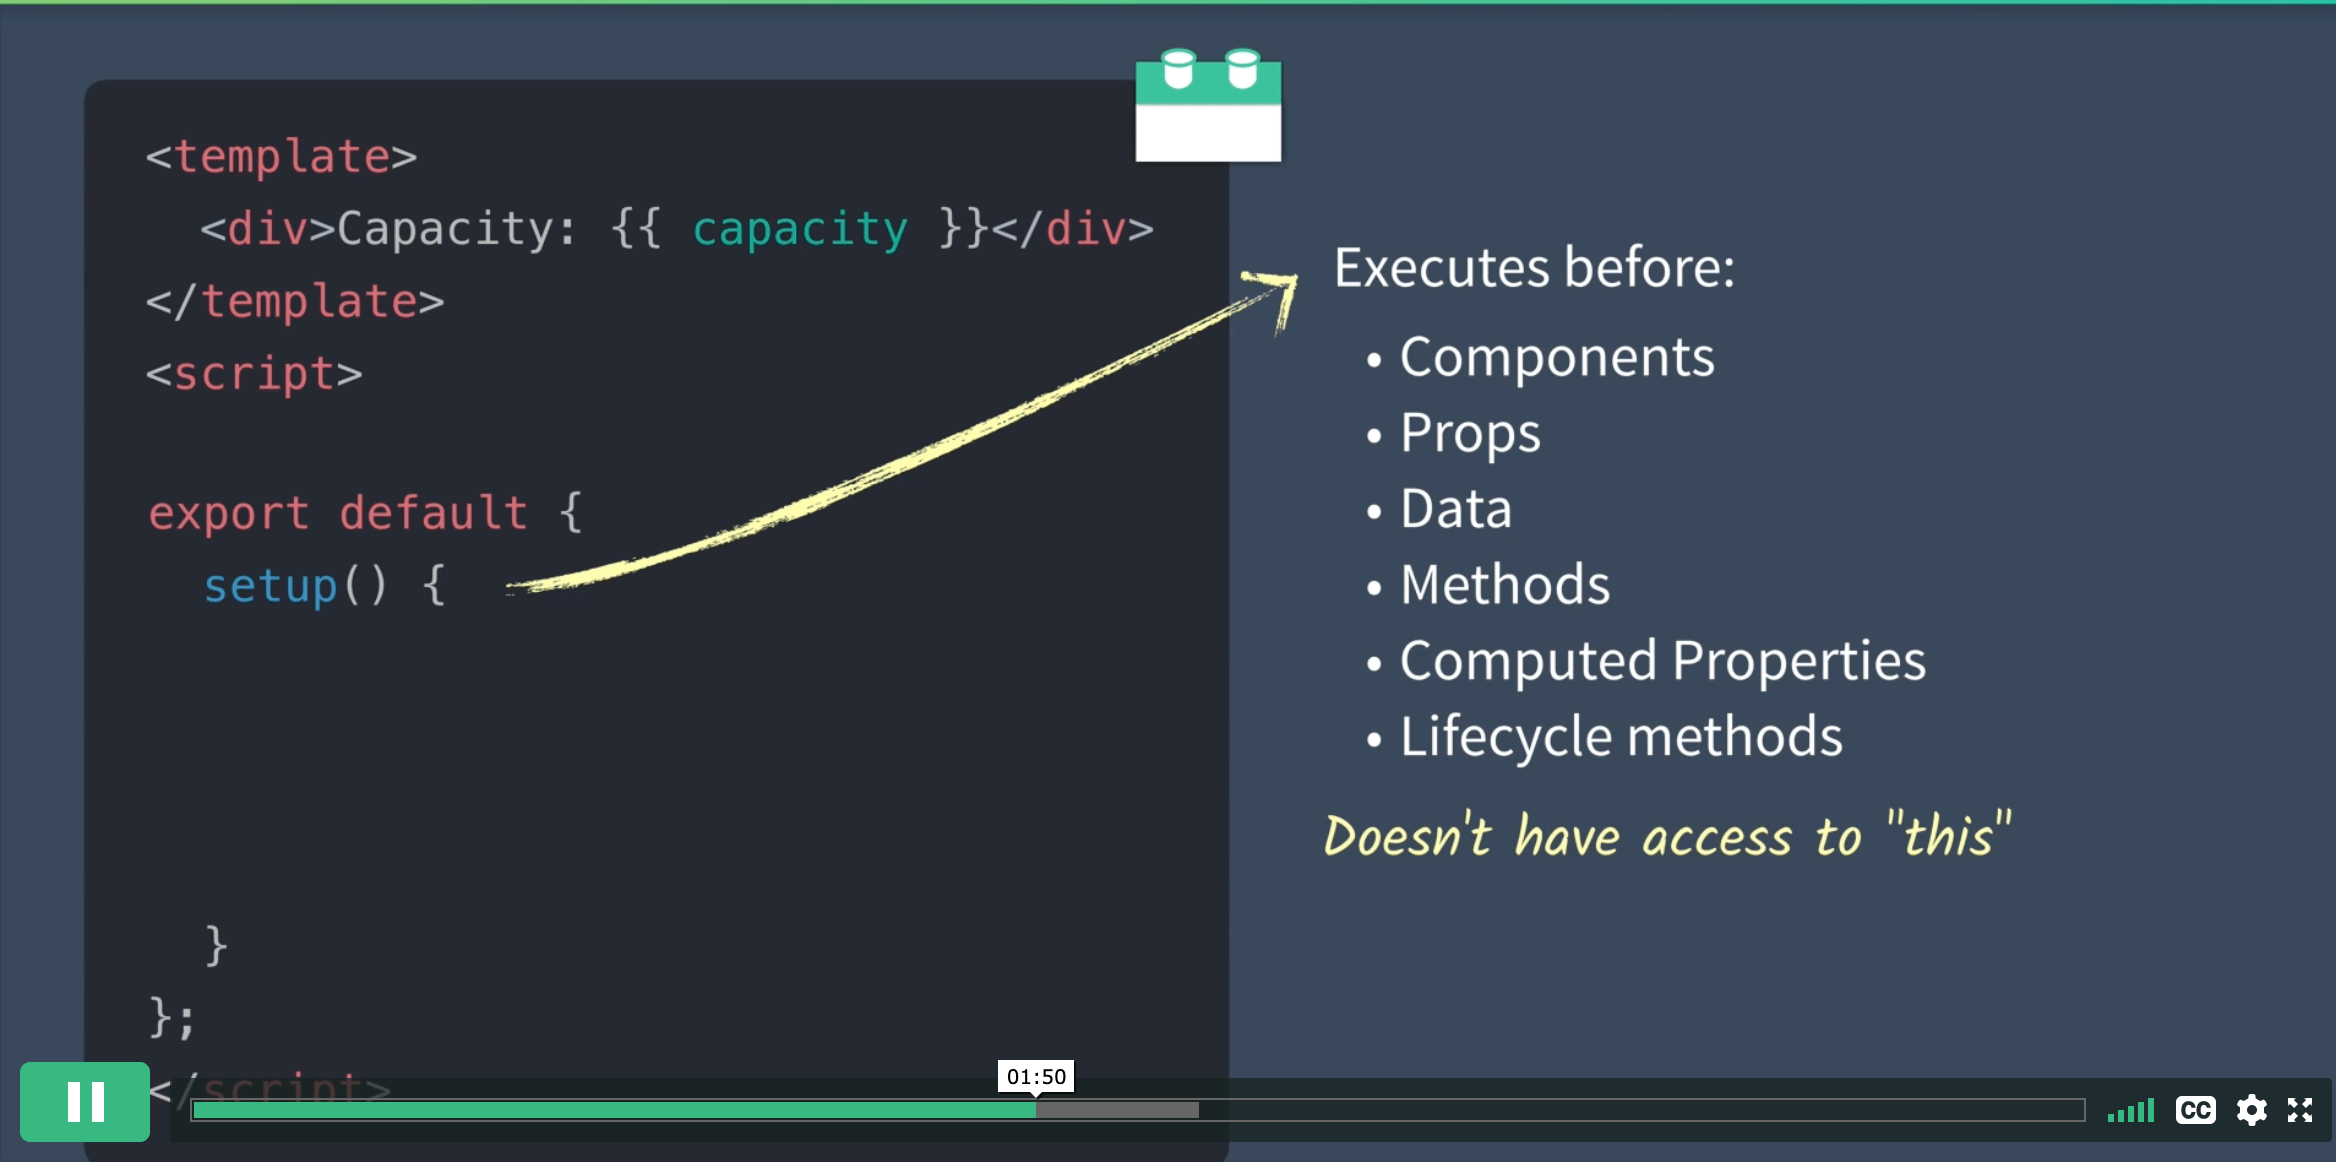 <template>
<div>Capacity: {{ capacity }}</div>
</template>
<script>
export default {
setup() {
}
};
</script>
Executes before:
• Components
• Props
• Data
• Methods
• Computed Properties
• Lifecycle methods
Doesn't have access to "this"
01:50
CC